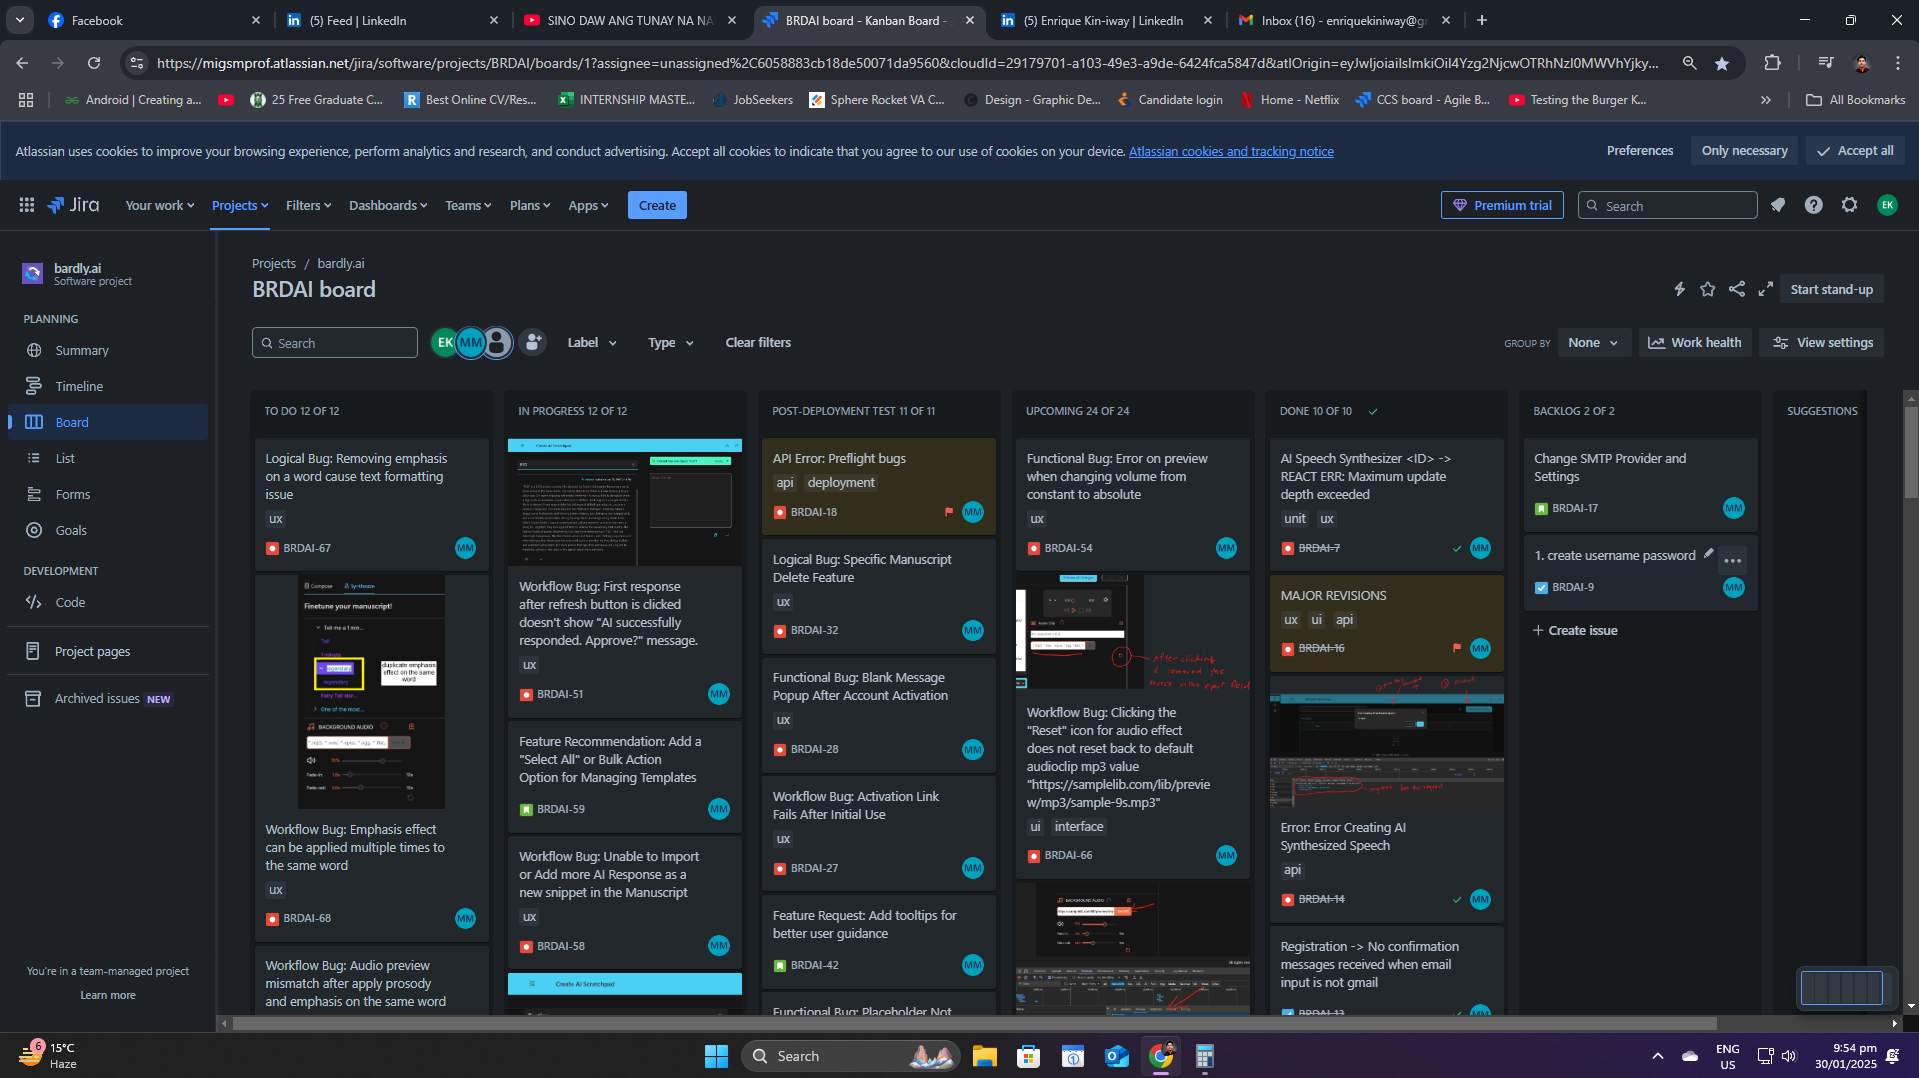 Facebook
(5) Feed | LinkedIn
SINO DAW ANG TUNAY NA NA
BRDAI board - Kanban Board -
(5) Enrique Kin-iway | LinkedIn
Inbox (16) - enriquekiniway@gr
https://migsmprof.atlassian.net/jira/software/projects/BRDAI/boards/1?assignee=unassigned%2C6058883cb18de50071da9560&cloudId=29179701-a103-49e3-a9de-6424fca5847d&atlOrigin=eyJwIjoiailsImkiOil4Yzg2NjcwOTRhNzI0MWVhYjky...
Android | Creating a...
25 Free Graduate C...
Best Online CV/Res...
INTERNSHIP MASTE...
JobSeekers
Sphere Rocket VA C...
Design - Graphic De...
Candidate login
Home - Netflix
CCS board - Agile B...
Testing the Burger K...
All Bookmarks
Atlassian uses cookies to improve your browsing experience, perform analytics and research, and conduct advertising. Accept all cookies to indicate that you agree to our use of cookies on your device. Atlassian cookies and tracking notice
Preferences
Only necessary
Accept all
Jira
Your work
Projects
Filters
Dashboards
Teams
Plans
Apps
Create
Premium trial
Search
EK
bardly.ai
Software project
PLANNING
Summary
Timeline
Board
List
Forms
Goals
DEVELOPMENT
Code
Project pages
Archived issues NEW
You're in a team-managed project
Learn more
Projects / bardly.ai
BRDAI board
Start stand-up
Search
EK
MM
Label
Type
Clear filters
GROUP BY
None
Work health
View settings
TO DO 12 OF 12
Logical Bug: Removing emphasis
on a word cause text formatting
issue
ux
BRDAI-67
MM
Compose
Synthesize
Finetune your manuscript!
Tell me a 1 min...
Tell
1 minute
legendary
duplicate emphasis
effect on the same
word
Fairy Tail stor...
One of the most...
BACKGROUND AUDIO
Workflow Bug: Emphasis effect
can be applied multiple times to
the same word
ux
BRDAI-68
MM
Workflow Bug: Audio preview
mismatch after apply prosody
and emphasis on the same word
IN PROGRESS 12 OF 12
Create AI Scratchpad
Workflow Bug: First response
after refresh button is clicked
doesn't show "AI successfully
responded. Approve?" message.
ux
BRDAI-51
MM
Feature Recommendation: Add a
"Select All" or Bulk Action
Option for Managing Templates
BRDAI-59
MM
Workflow Bug: Unable to Import
or Add more AI Response as a
new snippet in the Manuscript
ux
BRDAI-58
MM
Create AI Scratchpad
POST-DEPLOYMENT TEST 11 OF 11
API Error: Preflight bugs
api
deployment
BRDAI-18
MM
Logical Bug: Specific Manuscript
Delete Feature
ux
BRDAI-32
MM
Functional Bug: Blank Message
Popup After Account Activation
ux
BRDAI-28
MM
Workflow Bug: Activation Link
Fails After Initial Use
ux
BRDAI-27
MM
Feature Request: Add tooltips for
better user guidance
BRDAI-42
MM
Functional Bug: Placeholder Not
UPCOMING 24 OF 24
Functional Bug: Error on preview
when changing volume from
constant to absolute
ux
BRDAI-54
MM
Workflow Bug: Clicking the
"Reset" icon for audio effect
does not reset back to default
audioclip mp3 value
"https://samplelib.com/lib/previe
w/mp3/sample-9s.mp3"
ui
interface
BRDAI-66
MM
BACKGROUND AUDIO
DONE 10 OF 10
AI Speech Synthesizer <ID> ->
REACT ERR: Maximum update
depth exceeded
unit
ux
BRDAI-7
MM
MAJOR REVISIONS
ux
ui
api
BRDAI-16
MM
Error: Error Creating AI
Synthesized Speech
api
BRDAI-14
MM
Registration -> No confirmation
messages received when email
input is not gmail
BRDAI-13
MM
BACKLOG 2 OF 2
Change SMTP Provider and
Settings
BRDAI-17
MM
1. create username password
BRDAI-9
MM
Create issue
SUGGESTIONS
6
15°C
Haze
Search
ENG
US
9:54 pm
30/01/2025